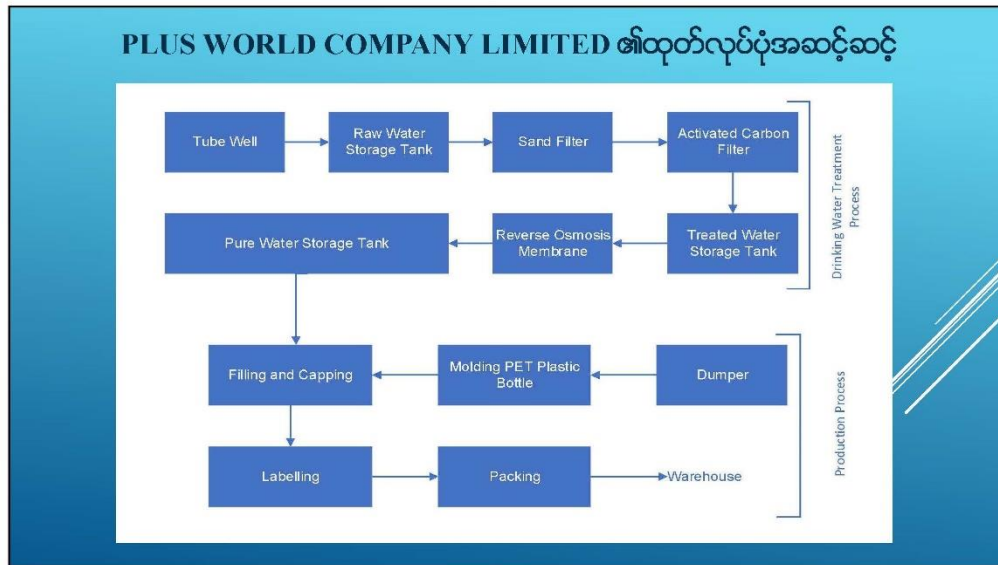 PLUS WORLD COMPANY LIMITED ၏ထုတ်လုပ်ပုံအဆင့်ဆင့်
Tube Well
Raw Water
Storage Tank
Sand Filter
Activated Carbon
Filter
Pure Water Storage Tank
Reverse Osmosis
Membrane
Treated Water
Storage Tank
Drinking Water Treatment
Process
Filling and Capping
Molding PET Plastic
Bottle
Dumper
Labelling
Packing
Warehouse
Production Process